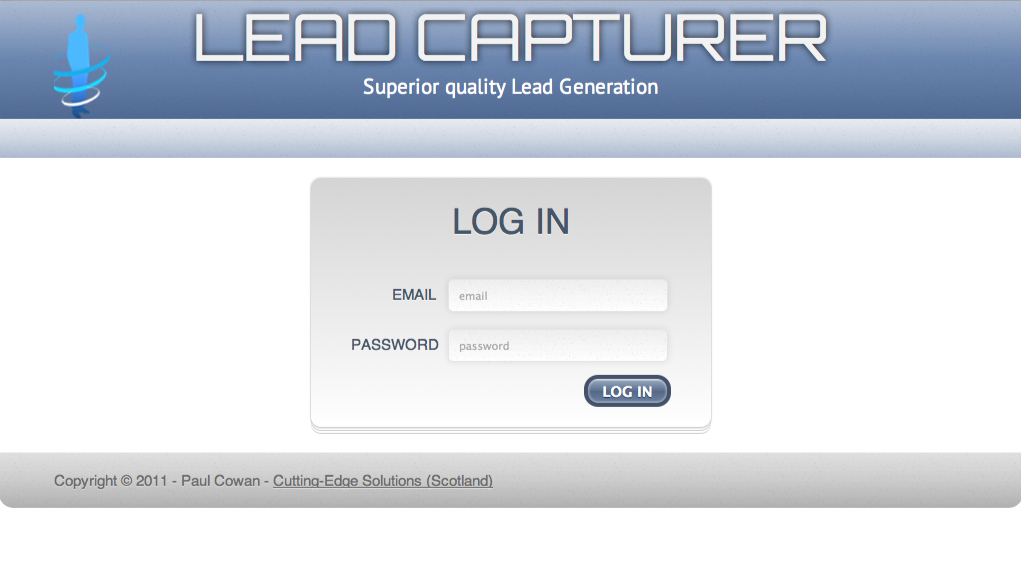 LEAD CAPTURER
Superior quality Lead Generation
LOG IN
EMAIL email
PASSWORD password
LOG IN
Copyright © 2011 - Paul Cowan - Cutting-Edge Solutions (Scotland)